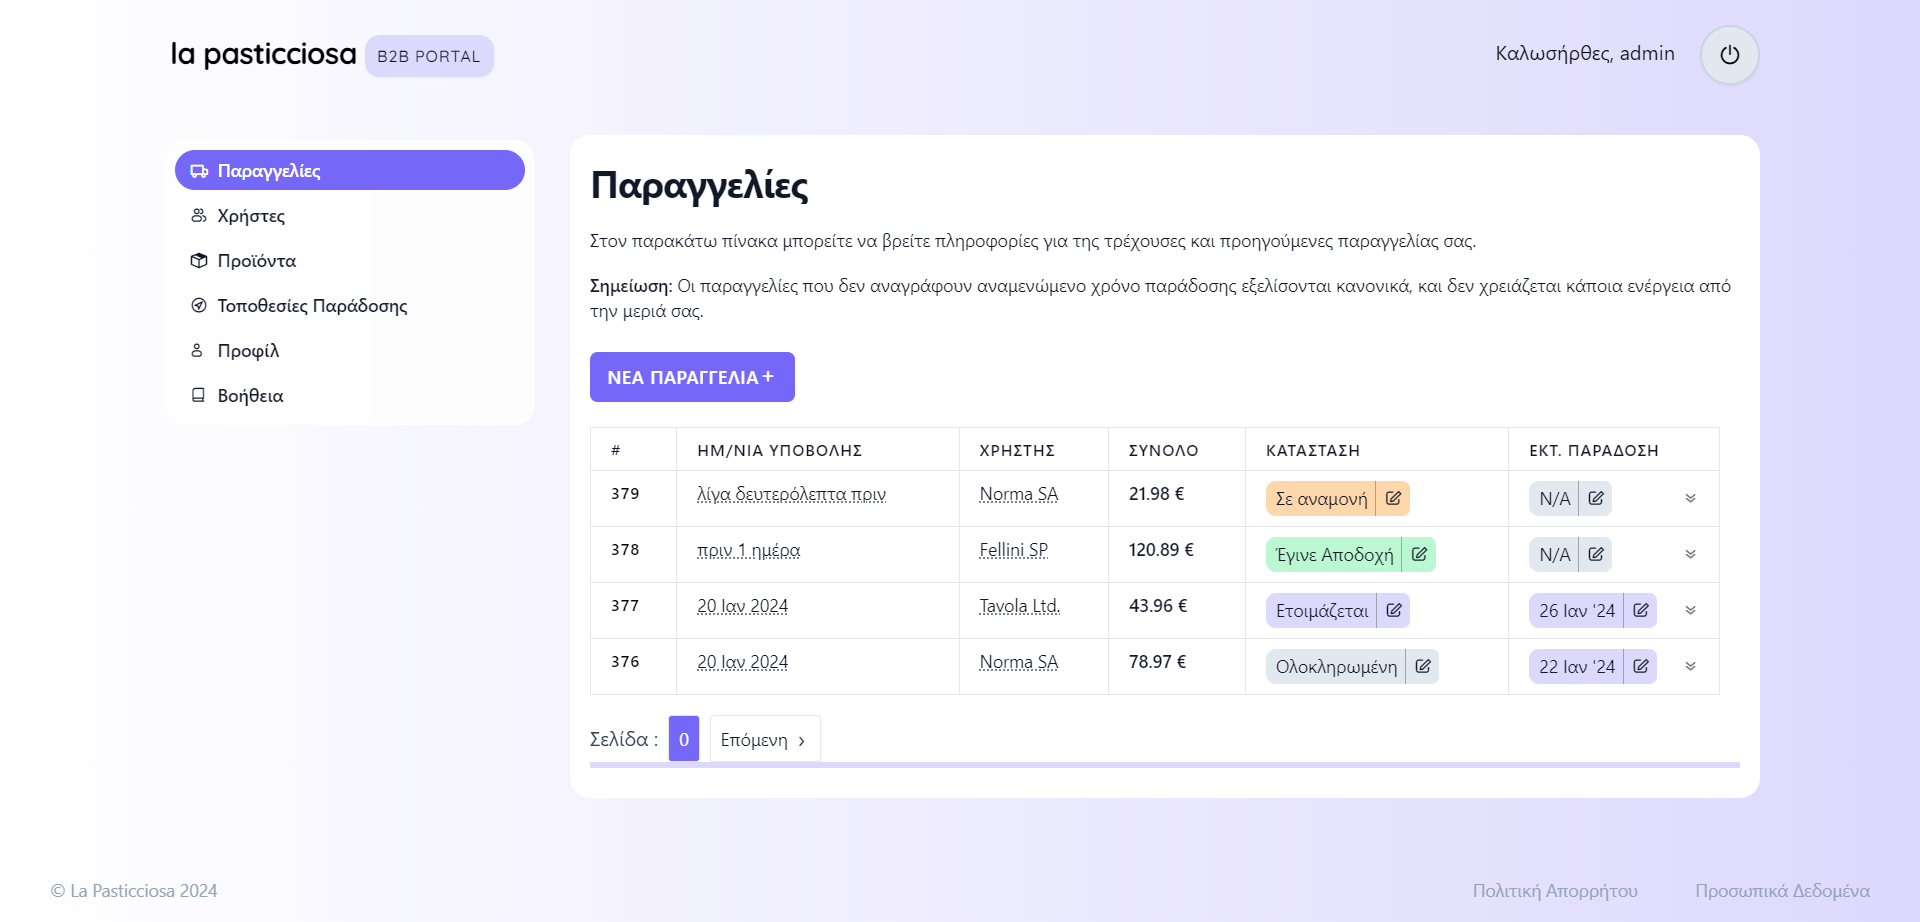 la pasticciosa B2B PORTAL
Καλωσήρθες, admin
Παραγγελίες
Χρήστες
Προϊόντα
Τοποθεσίες Παράδοσης
Προφίλ
Βοήθεια
Παραγγελίες
Στον παρακάτω πίνακα μπορείτε να βρείτε πληροφορίες για της τρέχουσες και προηγούμενες παραγγελίας σας.
Σημείωση: Οι παραγγελίες που δεν αναγράφουν αναμενώμενο χρόνο παράδοσης εξελίσονται κανονικά, και δεν χρειάζεται κάποια ενέργεια από
την μεριά σας.
ΝΕΑ ΠΑΡΑΓΓΕΛΙΑ +
# ΗΜ/ΝΙΑ ΥΠΟΒΟΛΗΣ ΧΡΗΣΤΗΣ ΣΥΝΟΛΟ ΚΑΤΑΣΤΑΣΗ ΕΚΤ. ΠΑΡΑΔΟΣΗ
379 λίγα δευτερόλεπτα πριν Norma SA 21.98 € Σε αναμονή N/A
378 πριν 1 ημέρα Fellini SP 120.89 € Έγινε Αποδοχή N/A
377 20 Ιαν 2024 Tavola Ltd. 43.96 € Ετοιμάζεται 26 Ιαν '24
376 20 Ιαν 2024 Norma SA 78.97 € Ολοκληρωμένη 22 Ιαν '24
Σελίδα : 0 Επόμενη ›
© La Pasticciosa 2024
Πολιτική Απορρήτου
Προσωπικά Δεδομένα